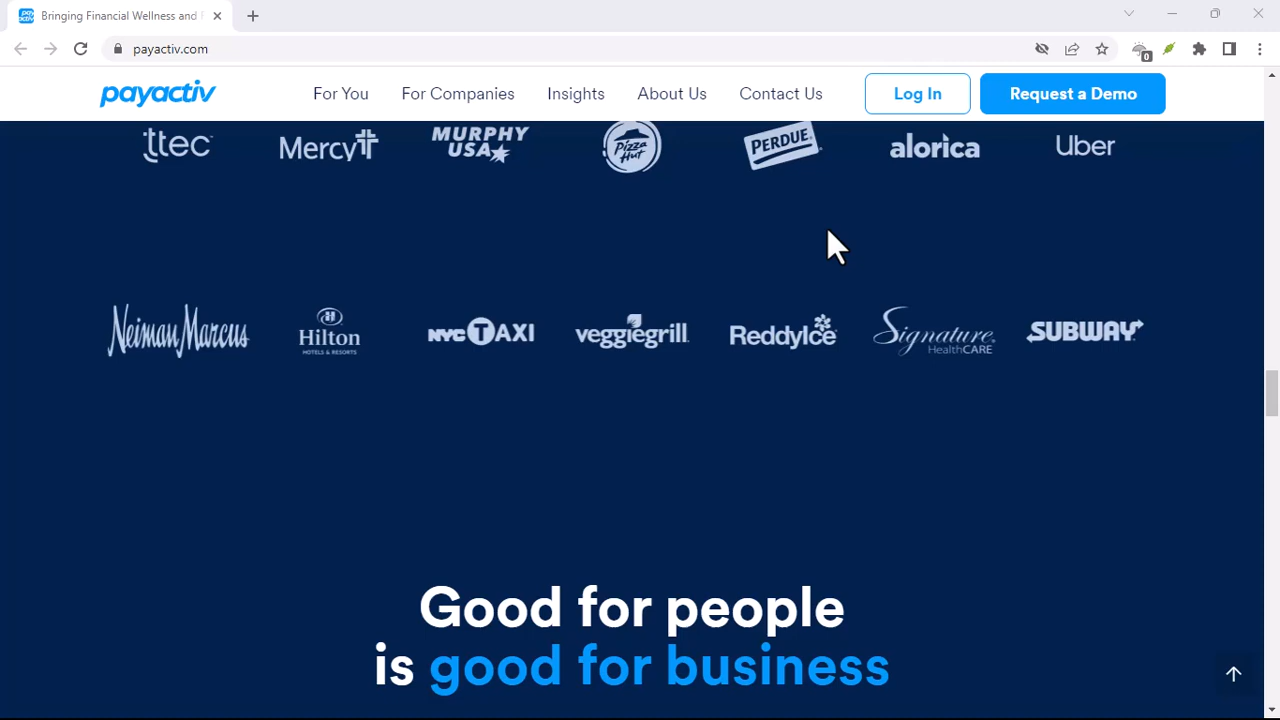 Bringing Financial Wellness and
payactiv.com
0
payactiv
For You
For Companies
Insights
About Us
Contact Us
Log In
Request a Demo
ttec
Mercy
MURPHY
USA
Pizza
Hut
PERDUE
alorica
Uber
Neiman Marcus
Hilton
HOTELS & RESORTS
NYC TAXI
veggiegrill
ReddyIce
Signature
HealthCARE
SUBWAY
Good for people
is good for business